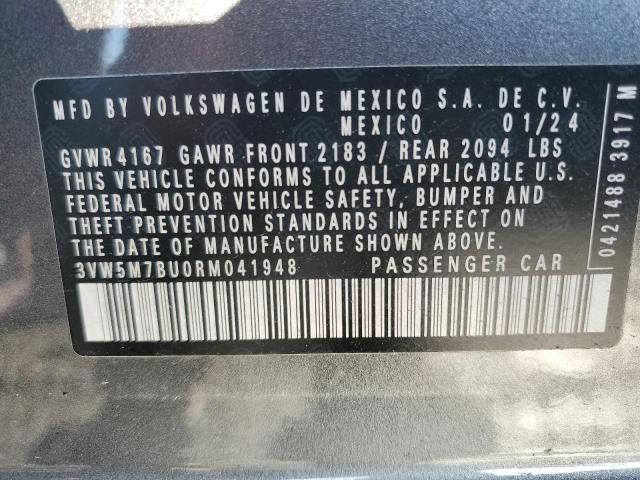 MFD BY VOLKSWAGEN DE MEXICO S.A. DE C.V.
MEXICO 01/24
GVWR 4167 GAWR FRONT 2183 / REAR 2094 LBS
THIS VEHICLE CONFORMS TO ALL APPLICABLE U.S.
FEDERAL MOTOR VEHICLE SAFETY, BUMPER AND
THEFT PREVENTION STANDARDS IN EFFECT ON
THE DATE OF MANUFACTURE SHOWN ABOVE.
3VW5M7BU0RM041948 PASSENGER CAR
0421488 3917 M